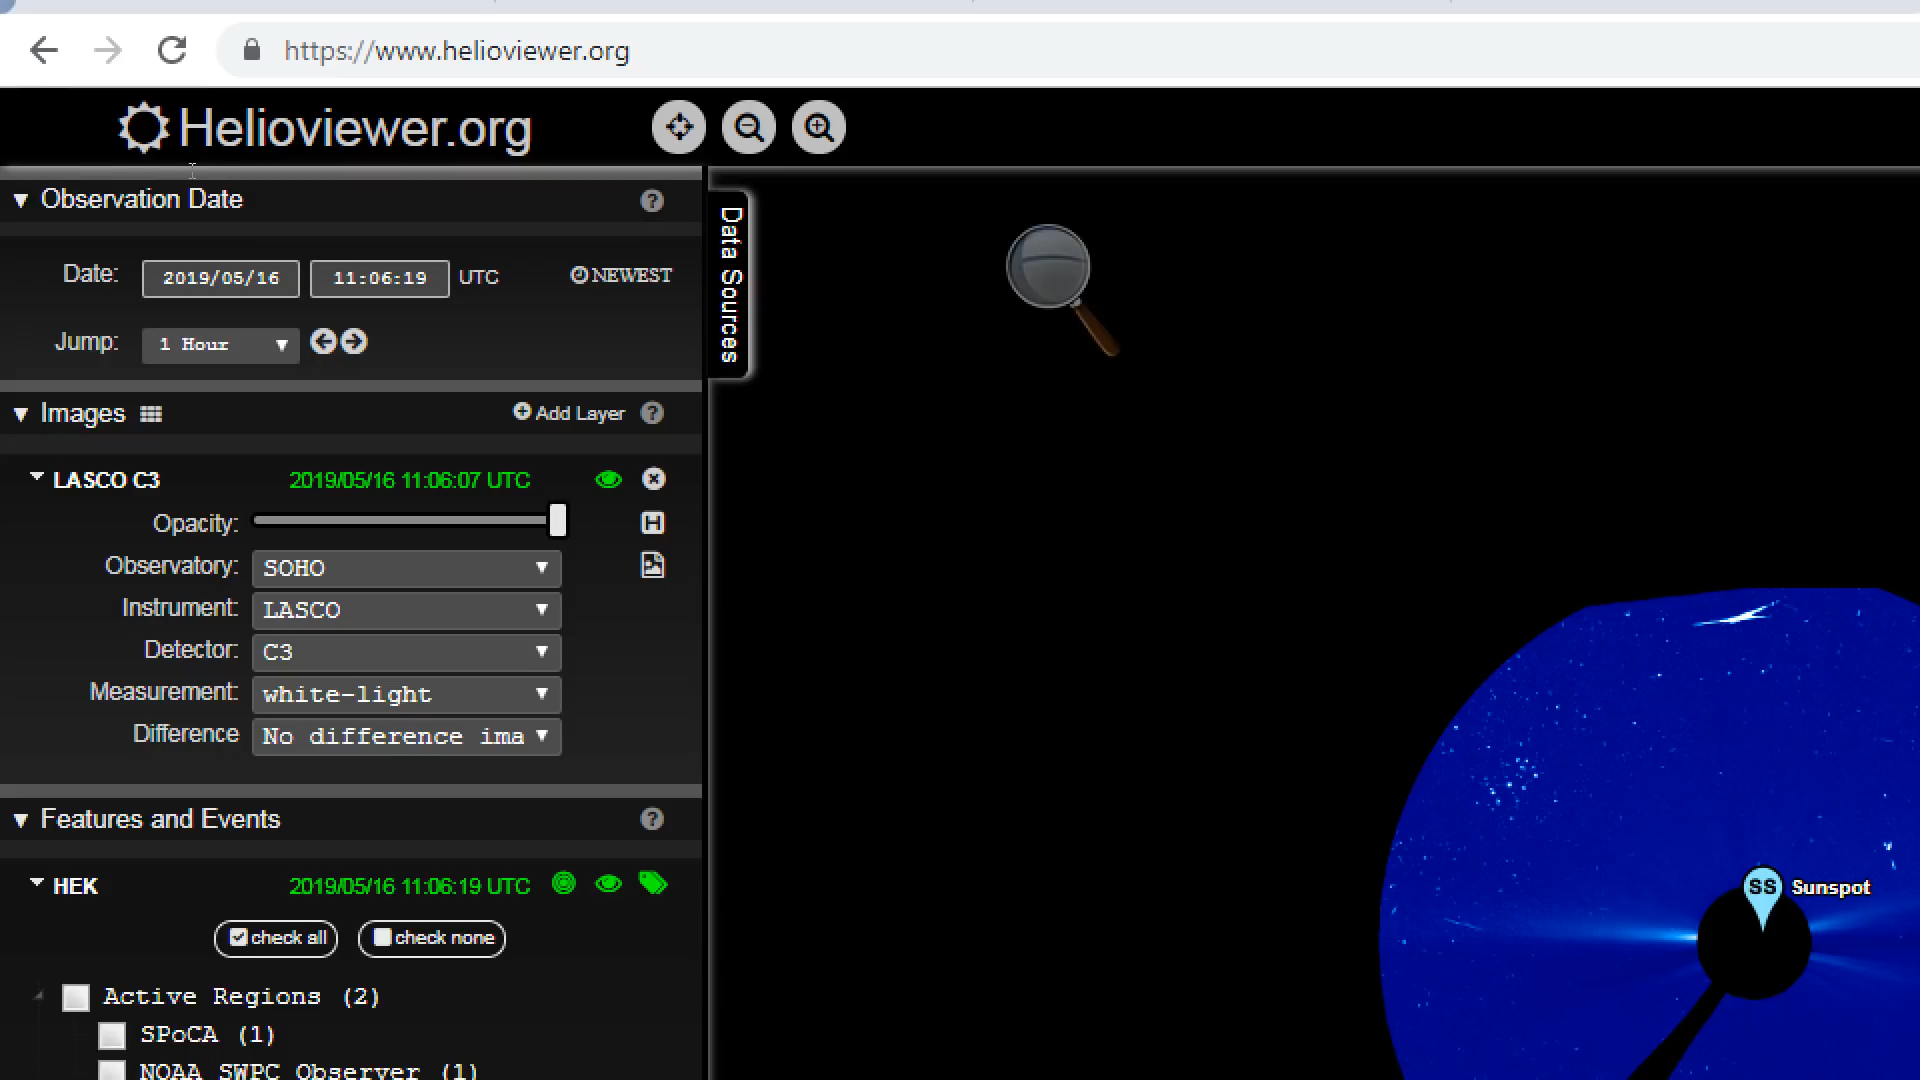 https://www.helioviewer.org
Helioviewer.org
Observation Date
Date: 2019/05/16 11:06:19 UTC NEWEST
Jump: 1 Hour
Data Sources
Images Add Layer
LASCO C3 2019/05/16 11:06:07 UTC
Opacity:
Observatory: SOHO
Instrument: LASCO
Detector: C3
Measurement: white-light
Difference No difference ima
Features and Events
HEK 2019/05/16 11:06:19 UTC
SS Sunspot
check all check none
Active Regions (2)
SPoCA (1)
NOAA SWPC Observer (1)